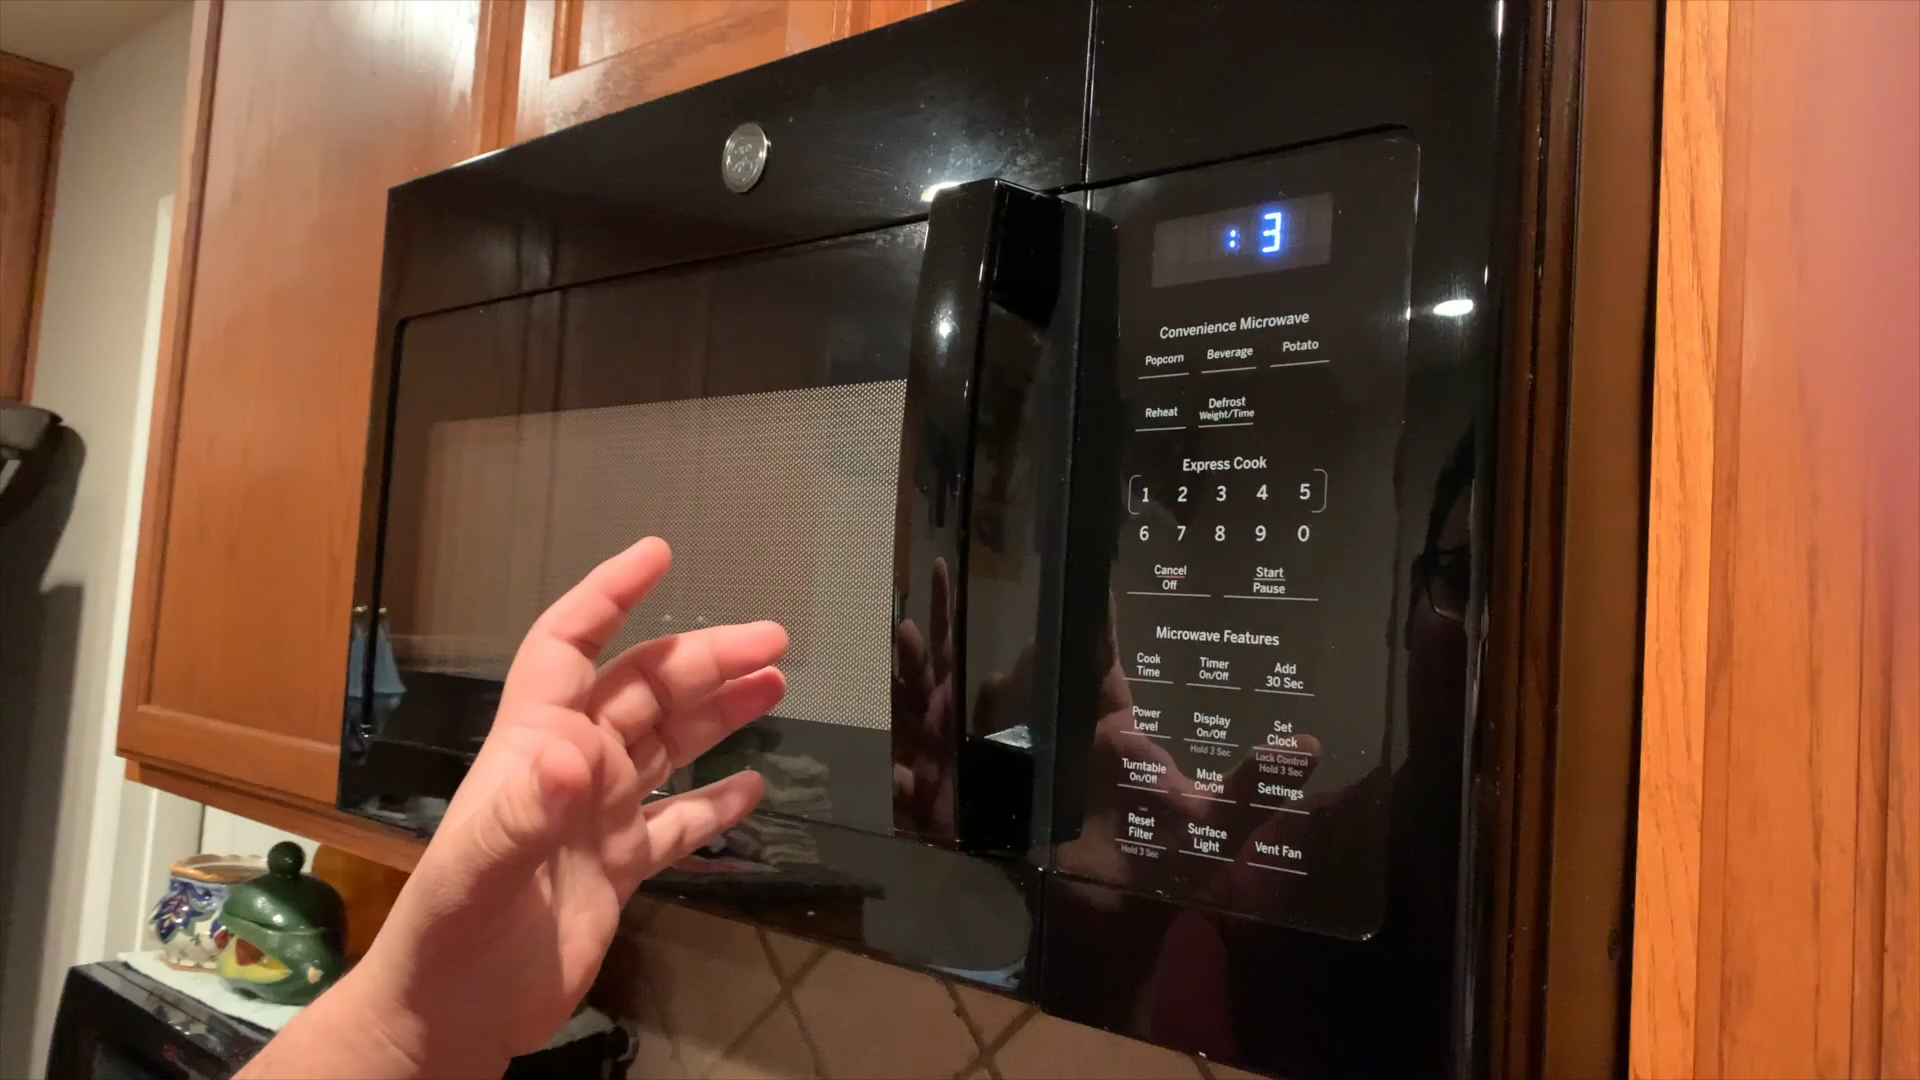 : 3
Convenience Microwave
Popcorn Beverage Potato
Reheat Defrost
Weight/Time
Express Cook
1 2 3 4 5
6 7 8 9 0
Cancel Start
Off Pause
Microwave Features
Cook Timer Add
Time On/Off 30 Sec
Power Display Set
Level On/Off Clock
Hold 3 Sec Lock Control
Hold 3 Sec
Turntable Mute Settings
On/Off On/Off
Reset Surface Vent Fan
Filter Light
Hold 3 Sec